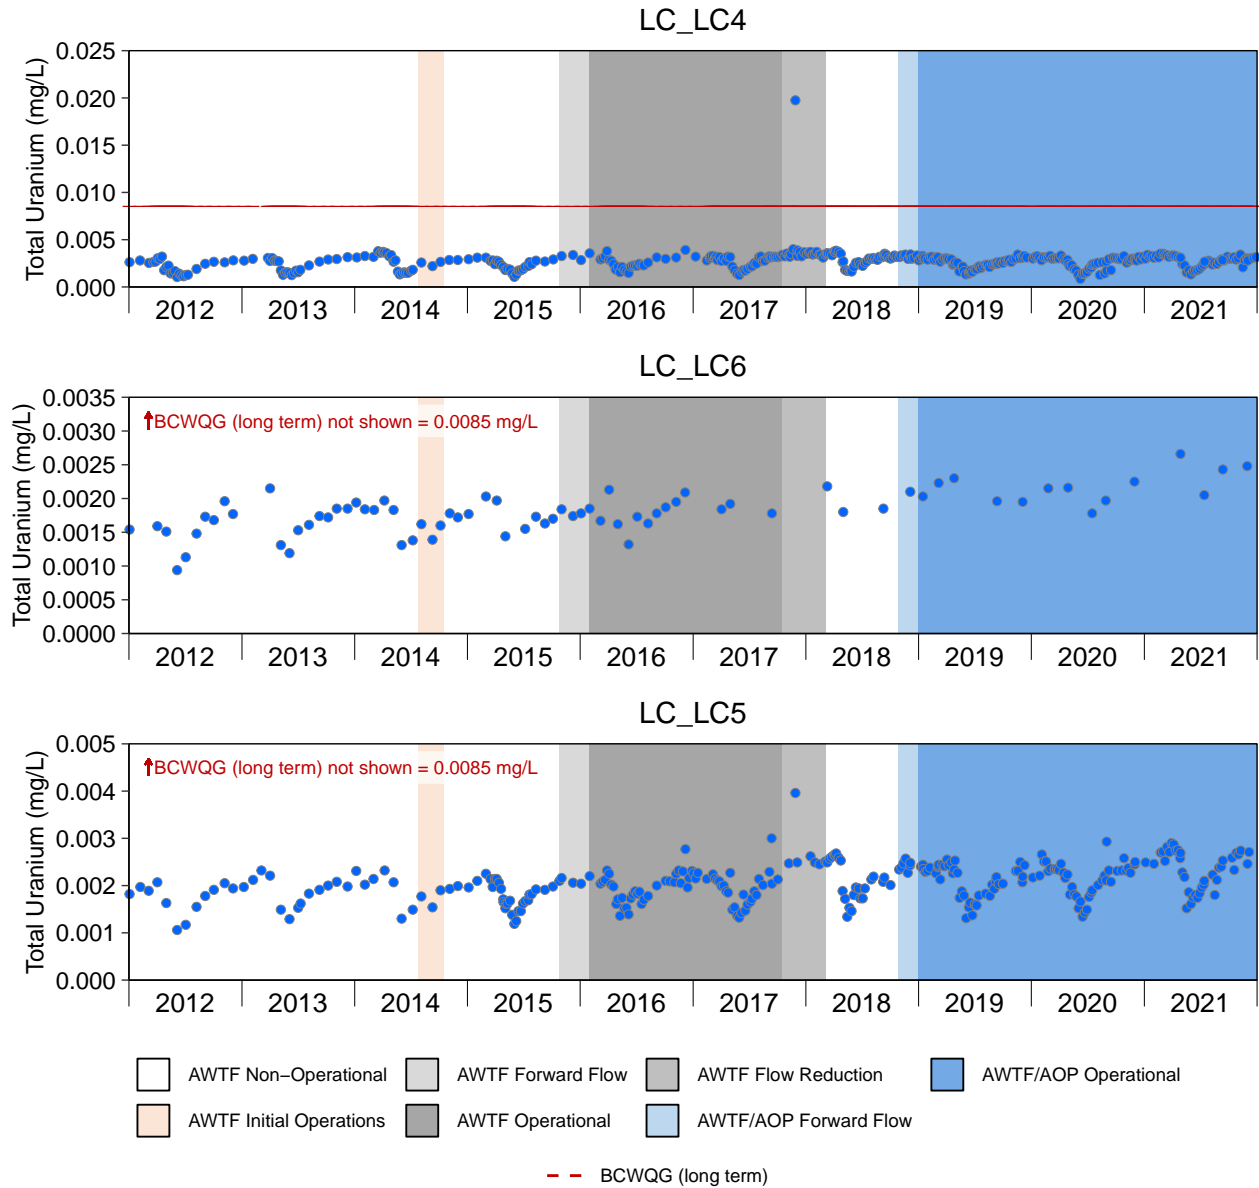 LC_LC4
Total Uranium (mg/L)
0.025
0.020
0.015
0.010
0.005
0.000
2012 2013 2014 2015 2016 2017 2018 2019 2020 2021
LC_LC6
Total Uranium (mg/L)
0.0035
0.0030
0.0025
0.0020
0.0015
0.0010
0.0005
0.0000
BCWQG (long term) not shown = 0.0085 mg/L
2012 2013 2014 2015 2016 2017 2018 2019 2020 2021
LC_LC5
Total Uranium (mg/L)
0.005
0.004
0.003
0.002
0.001
0.000
BCWQG (long term) not shown = 0.0085 mg/L
2012 2013 2014 2015 2016 2017 2018 2019 2020 2021
AWTF Non−Operational AWTF Forward Flow AWTF Flow Reduction AWTF/AOP Operational
AWTF Initial Operations AWTF Operational AWTF/AOP Forward Flow
BCWQG (long term)